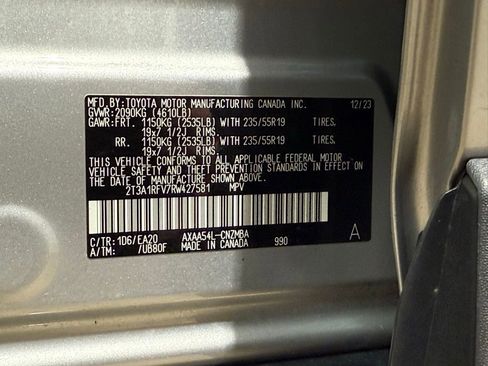 MFD.BY:TOYOTA MOTOR MANUFACTURING CANADA INC. 12/23
GVWR:2090KG (4610LB)
GAWR:FRT. 1150KG (2535LB) WITH 235/55R19 TIRES.
19x7 1/2J RIMS.
RR. 1150KG (2535LB) WITH 235/55R19 TIRES.
19x7 1/2J RIMS.
THIS VEHICLE CONFORMS TO ALL APPLICABLE FEDERAL MOTOR
VEHICLE SAFETY AND THEFT PREVENTION STANDARDS IN EFFECT ON
THE DATE OF MANUFACTURE SHOWN ABOVE.
2T3A1RFV7RW427581 MPV
C/TR:1D6/EA20 AXAA54L-CNZMBA A
A/TM: /UB80F MADE IN CANADA 990